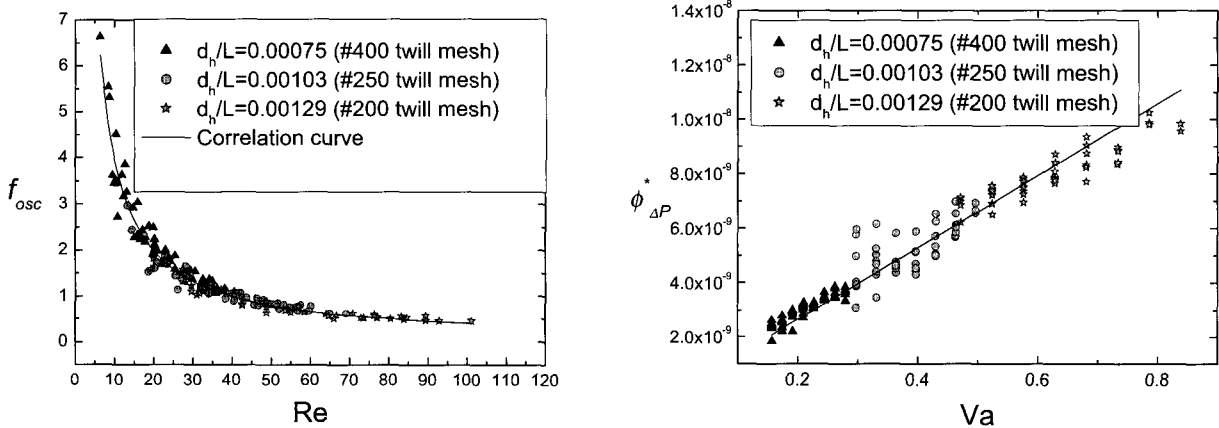 7
6
5
4
3
2
1
0
f_osc
d_h/L=0.00075 (#400 twill mesh)
d_h/L=0.00103 (#250 twill mesh)
d_h/L=0.00129 (#200 twill mesh)
Correlation curve
0 10 20 30 40 50 60 70 80 90 100 110 120
Re
1.4x10⁻⁸
1.2x10⁻⁸
1.0x10⁻⁸
8.0x10⁻⁹
6.0x10⁻⁹
4.0x10⁻⁹
2.0x10⁻⁹
ϕ*_ΔP
d_h/L=0.00075 (#400 twill mesh)
d_h/L=0.00103 (#250 twill mesh)
d_h/L=0.00129 (#200 twill mesh)
0.2 0.4 0.6 0.8
Va